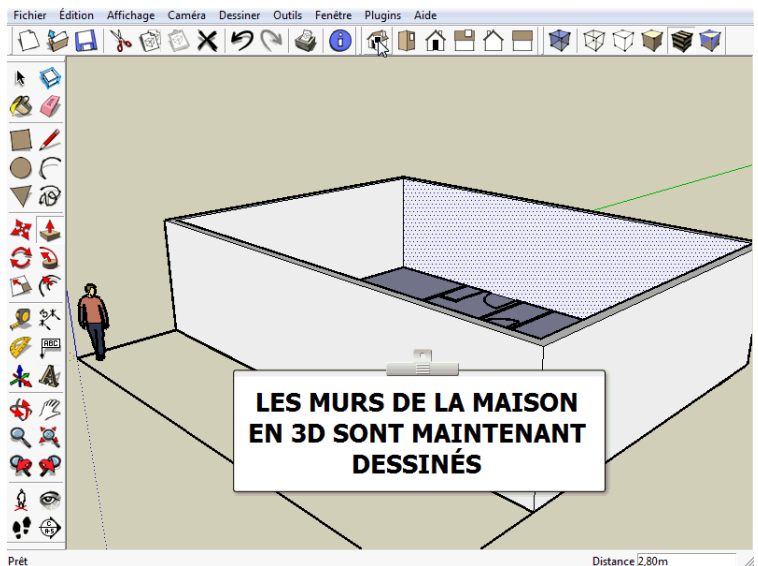 Fichier Édition Affichage Caméra Dessiner Outils Fenêtre Plugins Aide
ABC
A
LES MURS DE LA MAISON
EN 3D SONT MAINTENANT
DESSINÉS
Prêt
Distance 2,80m